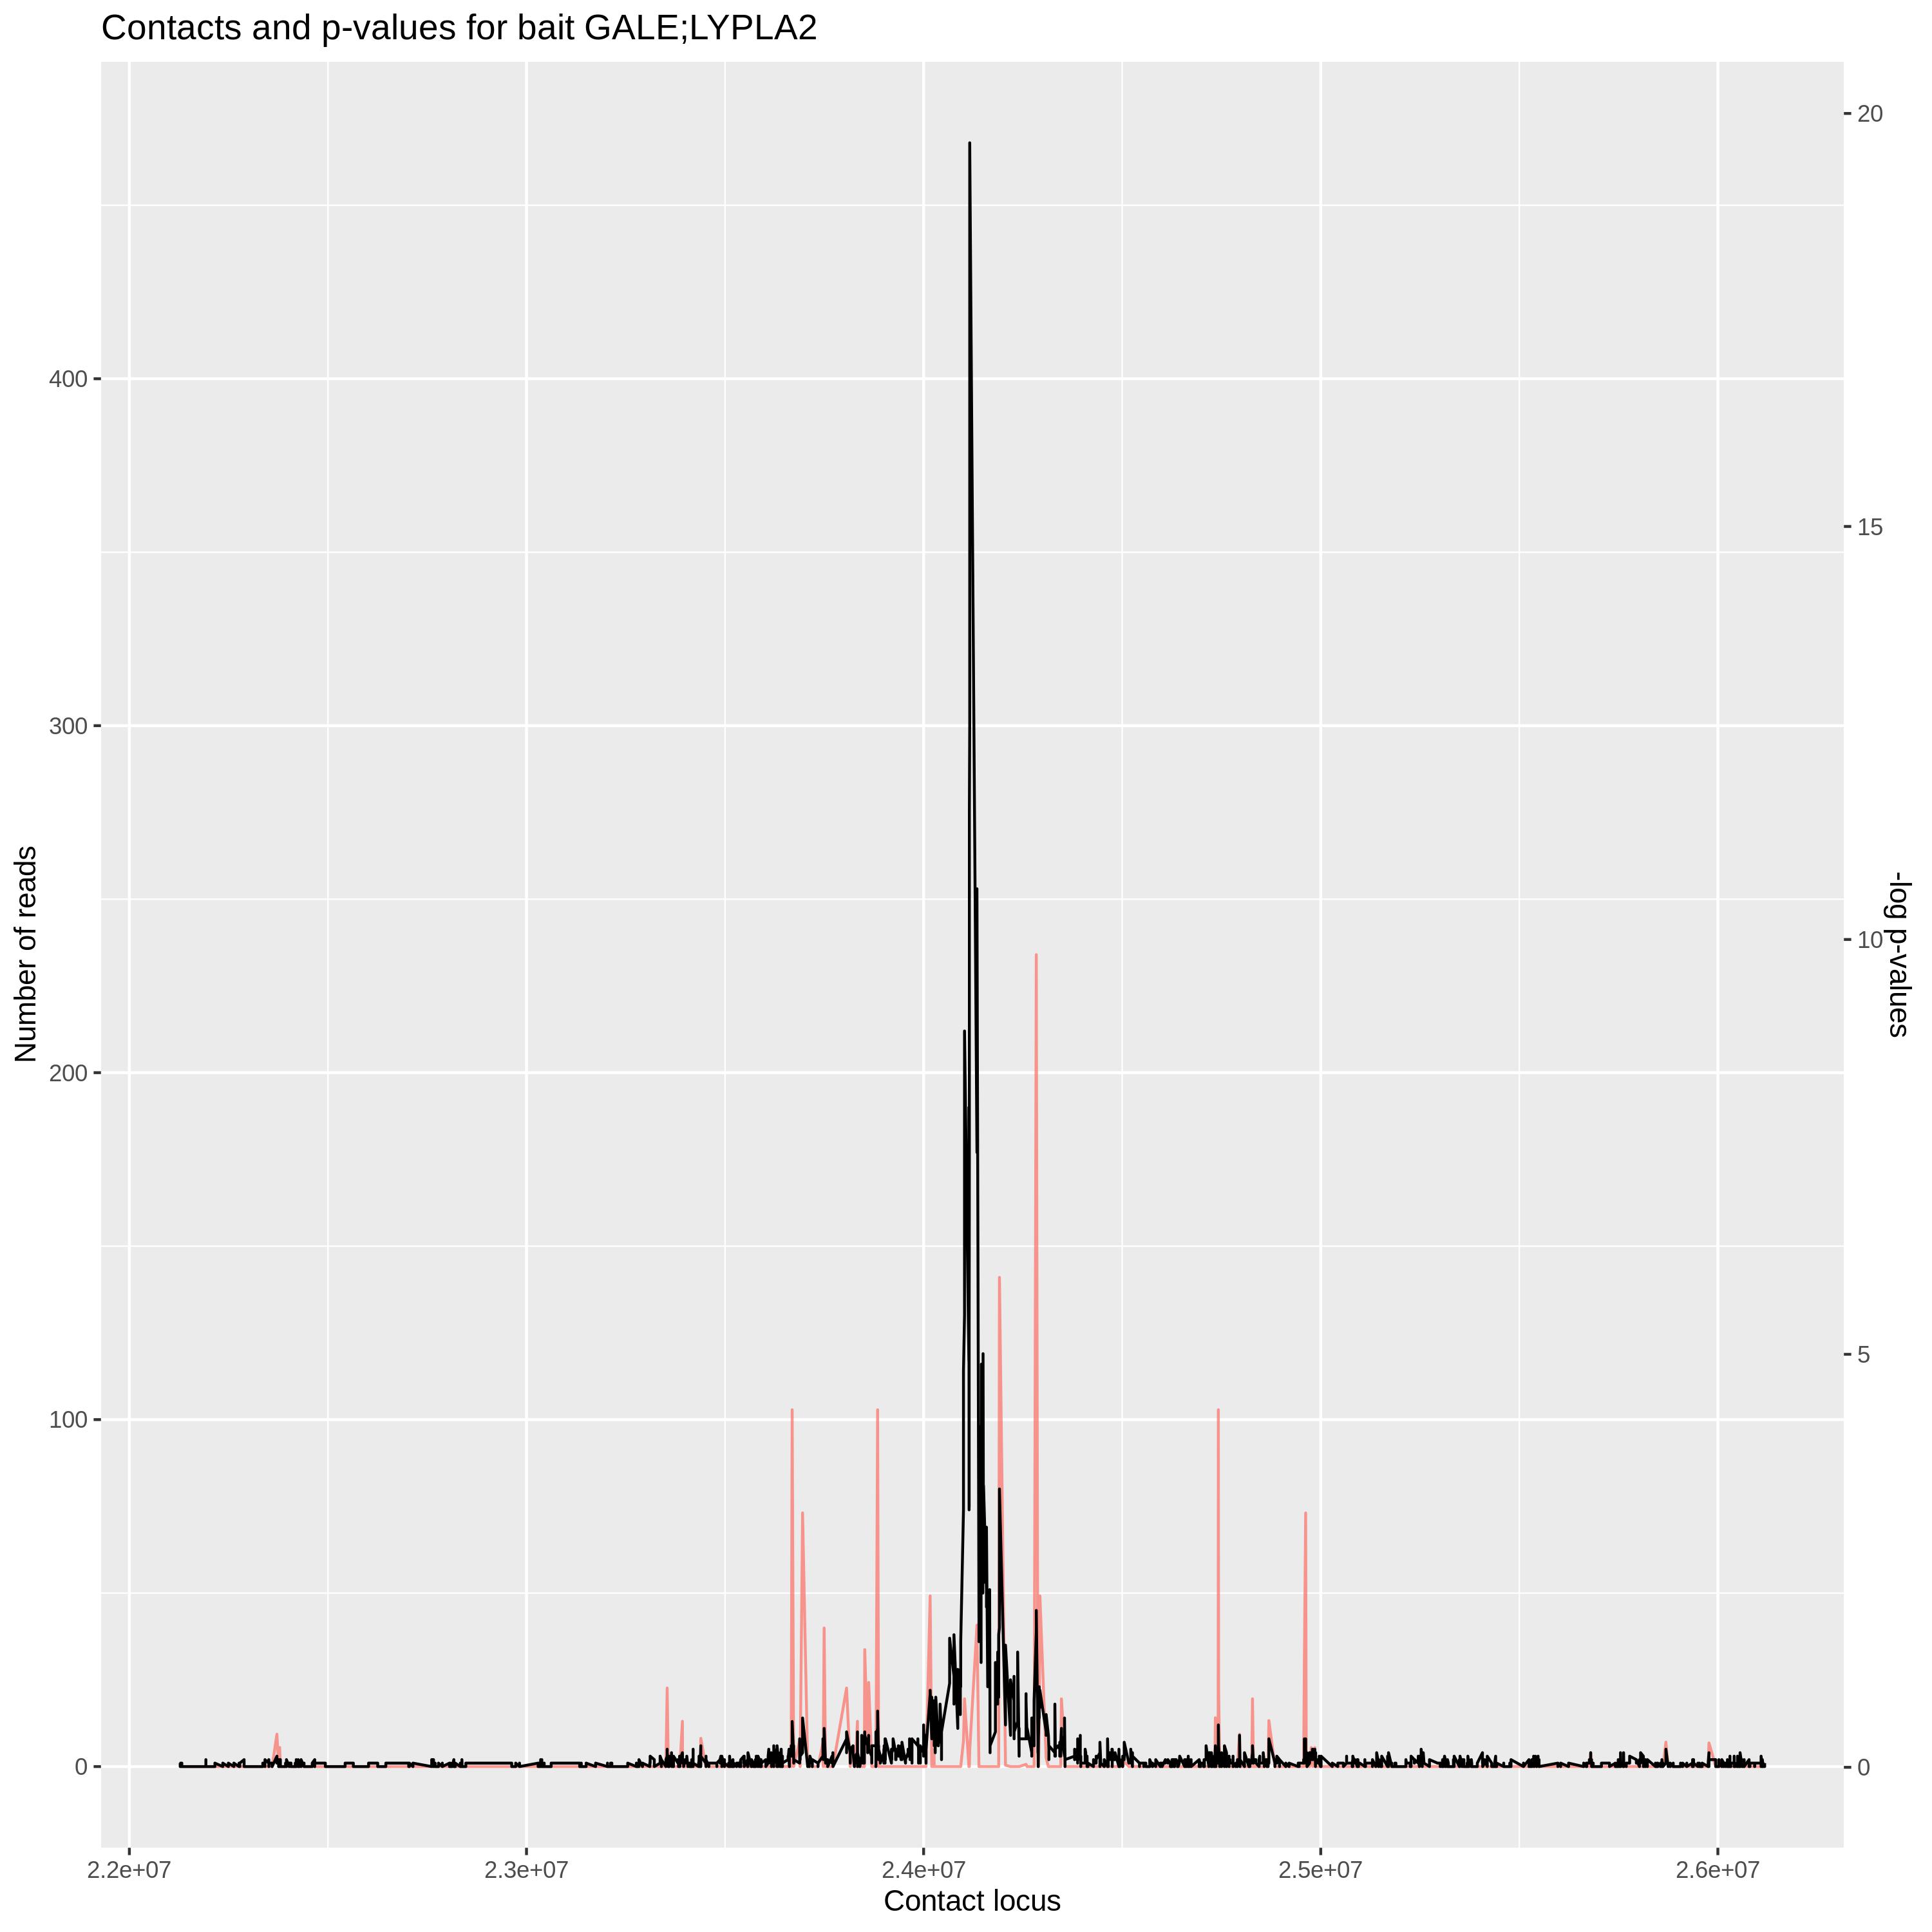 Contacts and p-values for bait GALE;LYPLA2
Number of reads
400
300
200
100
0
20
15
10
5
0
-log p-values
2.2e+07
2.3e+07
2.4e+07
2.5e+07
2.6e+07
Contact locus